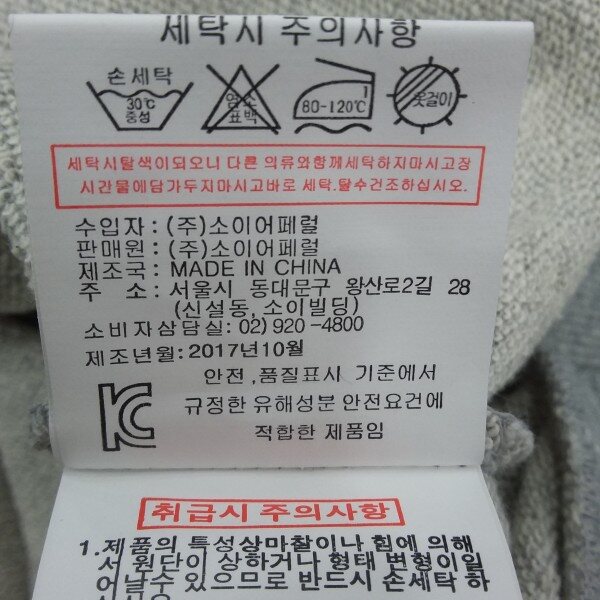 세탁시 주의사항
손세탁
30℃
중성
염소
표백
80-120℃
옷걸이
세탁시탈색이되오니 다른 의류와함께세탁하지마시고장
시간물에담가두지마시고바로 세탁.탈수건조하십시오.
수입자 : (주)소이어페럴
판매원 : (주)소이어페럴
제조국 : MADE IN CHINA
주 소 : 서울시 동대문구 왕산로2길 28
(신설동, 소이빌딩)
소비자상담실: 02) 920-4800
제조년월: 2017년10월
안전 ,품질표시 기준에서
규정한 유해성분 안전요건에
적합한 제품임
취급시 주의사항
1.제품의 특성상마찰이나 힘에 의해
서 원단이 상하거나 형태 변형이일
어날수 있으므로 반드시 손세탁 하